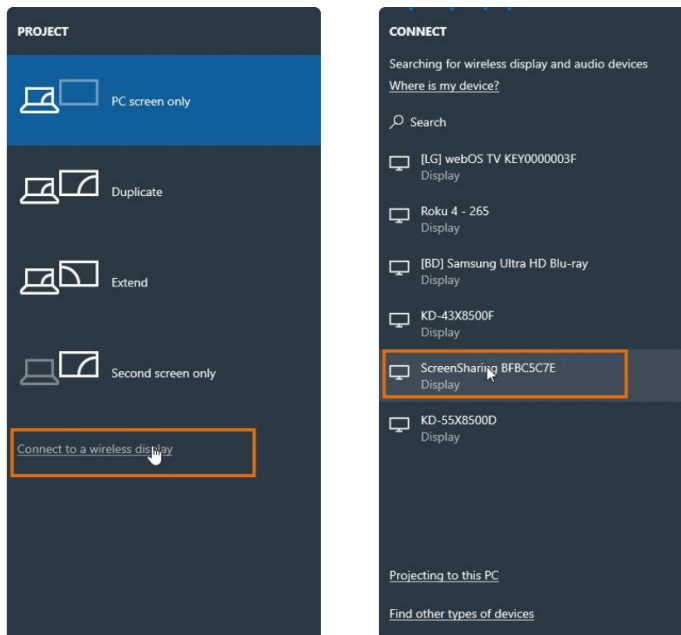 PROJECT
PC screen only
Duplicate
Extend
Second screen only
Connect to a wireless display
CONNECT
Searching for wireless display and audio devices
Where is my device?
Search
[LG] webOS TV KEY0000003F
Display
Roku 4 - 265
Display
[BD] Samsung Ultra HD Blu-ray
Display
KD-43X8500F
Display
ScreenSharing BFBC5C7E
Display
KD-55X8500D
Display
Projecting to this PC
Find other types of devices